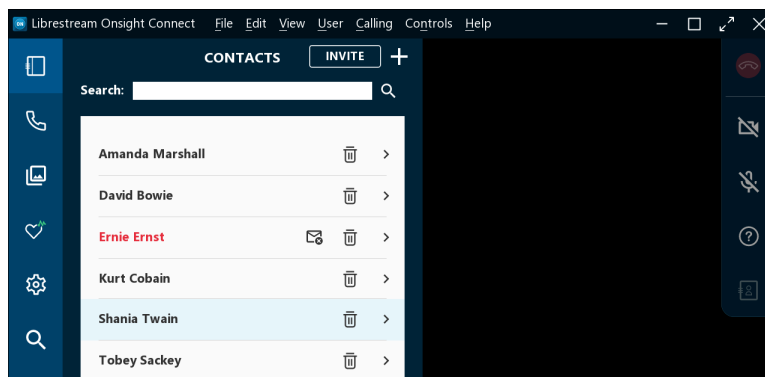 ON Librestream Onsight Connect File Edit View User Calling Controls Help
CONTACTS INVITE
Search:
Amanda Marshall
David Bowie
Ernie Ernst
Kurt Cobain
Shania Twain
Tobey Sackey